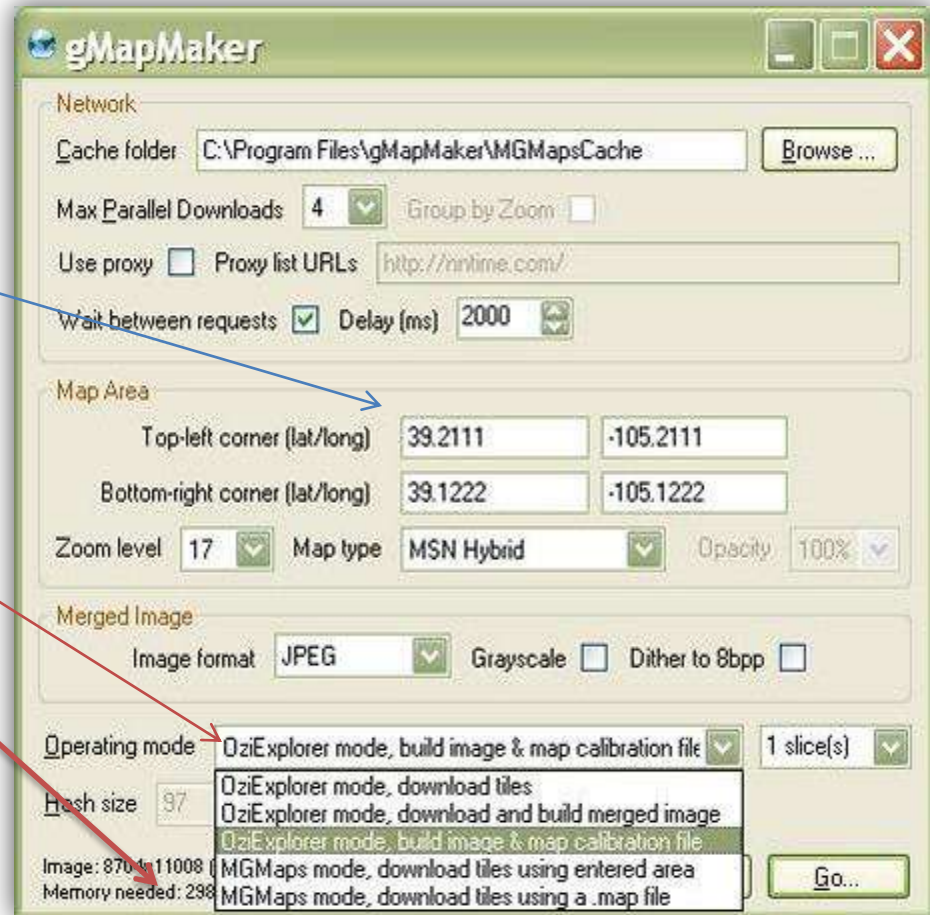 gMapMaker
Network
Cache folder C:\Program Files\gMapMaker\MGMapsCache Browse ...
Max Parallel Downloads 4 Group by Zoom
Use proxy Proxy list URLs http://nntime.com/
Wait between requests Delay (ms) 2000
Map Area
Top-left corner (lat/long) 39.2111 -105.2111
Bottom-right corner (lat/long) 39.1222 -105.1222
Zoom level 17 Map type MSN Hybrid Opacity 100%
Merged Image
Image format JPEG Grayscale Dither to 8bpp
Operating mode OziExplorer mode, build image & map calibration file 1 slice(s)
Hash size 97
OziExplorer mode, download tiles
OziExplorer mode, download and build merged image
OziExplorer mode, build image & map calibration file
MGMaps mode, download tiles using entered area
MGMaps mode, download tiles using a .map file
Image: 8704x11008
Memory needed: 298
Go...